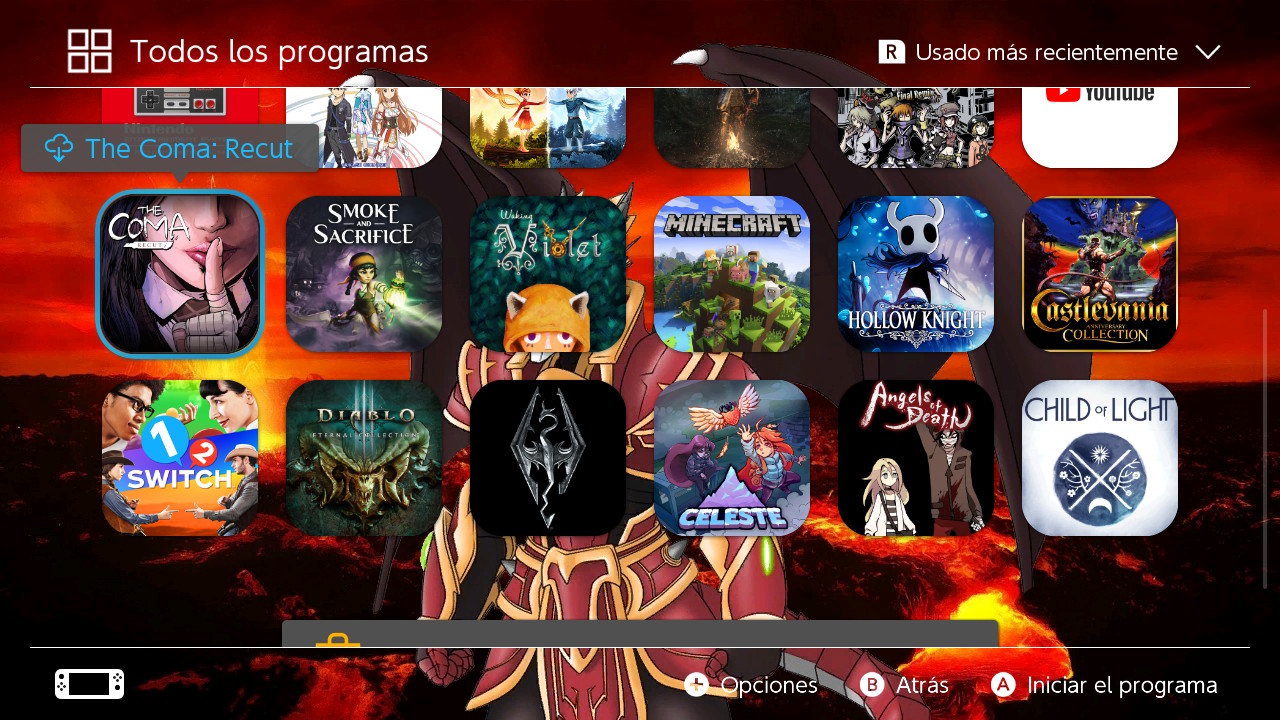 Todos los programas
R Usado más recientemente
Nintendo
Final Remix
YouTube
The Coma: Recut
THE COMA
RECUT
SMOKE
AND
SACRIFICE
Waking
Violet
MINECRAFT
HOLLOW KNIGHT
Castlevania
ANNIVERSARY
COLLECTION
1 2
SWITCH
DIABLO
ETERNAL COLLECTION
CELESTE
Angels of Death
CHILD OF LIGHT
+ Opciones
B Atrás
A Iniciar el programa